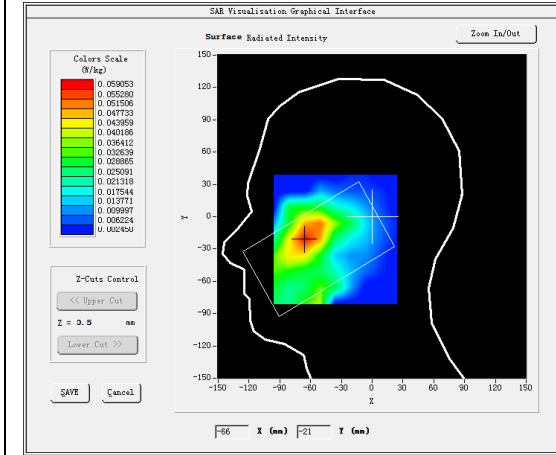 SAR Visualisation Graphical Interface
Surface Radiated Intensity
Zoom In/Out
Colors Scale
(W/kg)
0.059053
0.055280
0.051506
0.047733
0.043959
0.040186
0.036412
0.032639
0.028865
0.025091
0.021318
0.017544
0.013771
0.009997
0.006224
0.002450
150
120
90
60
30
0
-30
-60
-90
-120
-150
Y
-150 -120 -90 -60 -30 0 30 60 90 120 150
X
Z-Cuts Control
<< Upper Cut
Z = 0.5 mm
Lower Cut >>
SAVE Cancel
-66 X (mm) -21 Y (mm)